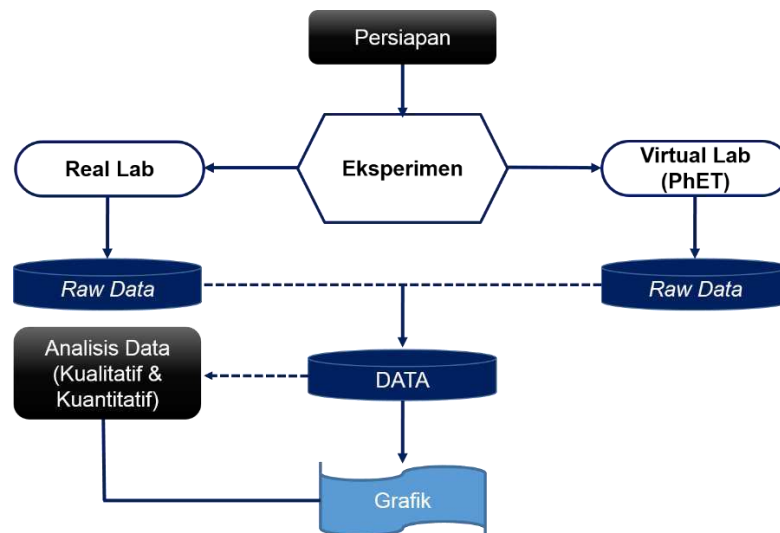 Persiapan
Real Lab
Eksperimen
Virtual Lab
(PhET)
Raw Data
Raw Data
Analisis Data
(Kualitatif &
Kuantitatif)
DATA
Grafik